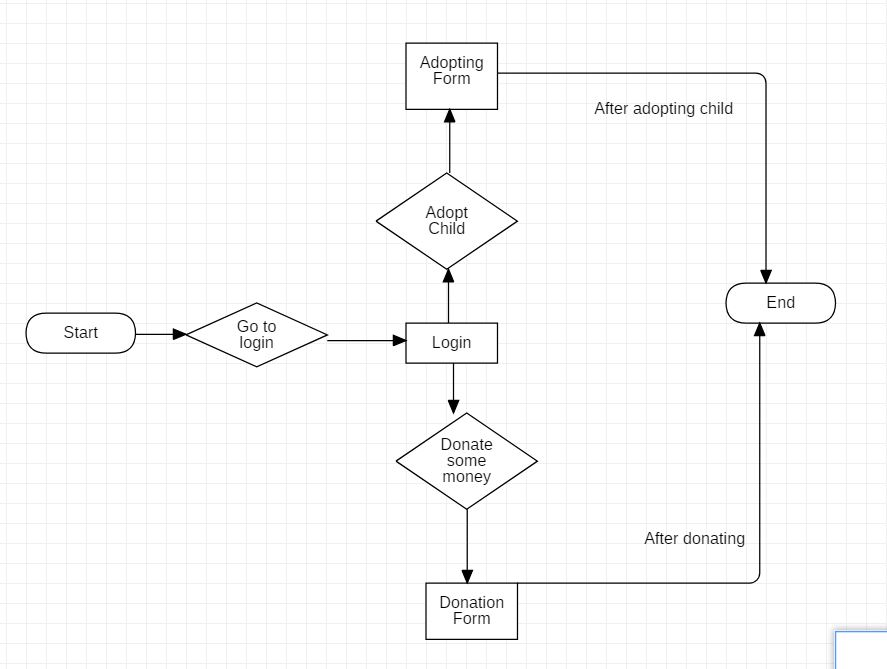 Adopting
Form
After adopting child
Adopt
Child
Start
Go to
login
Login
End
Donate
some
money
After donating
Donation
Form